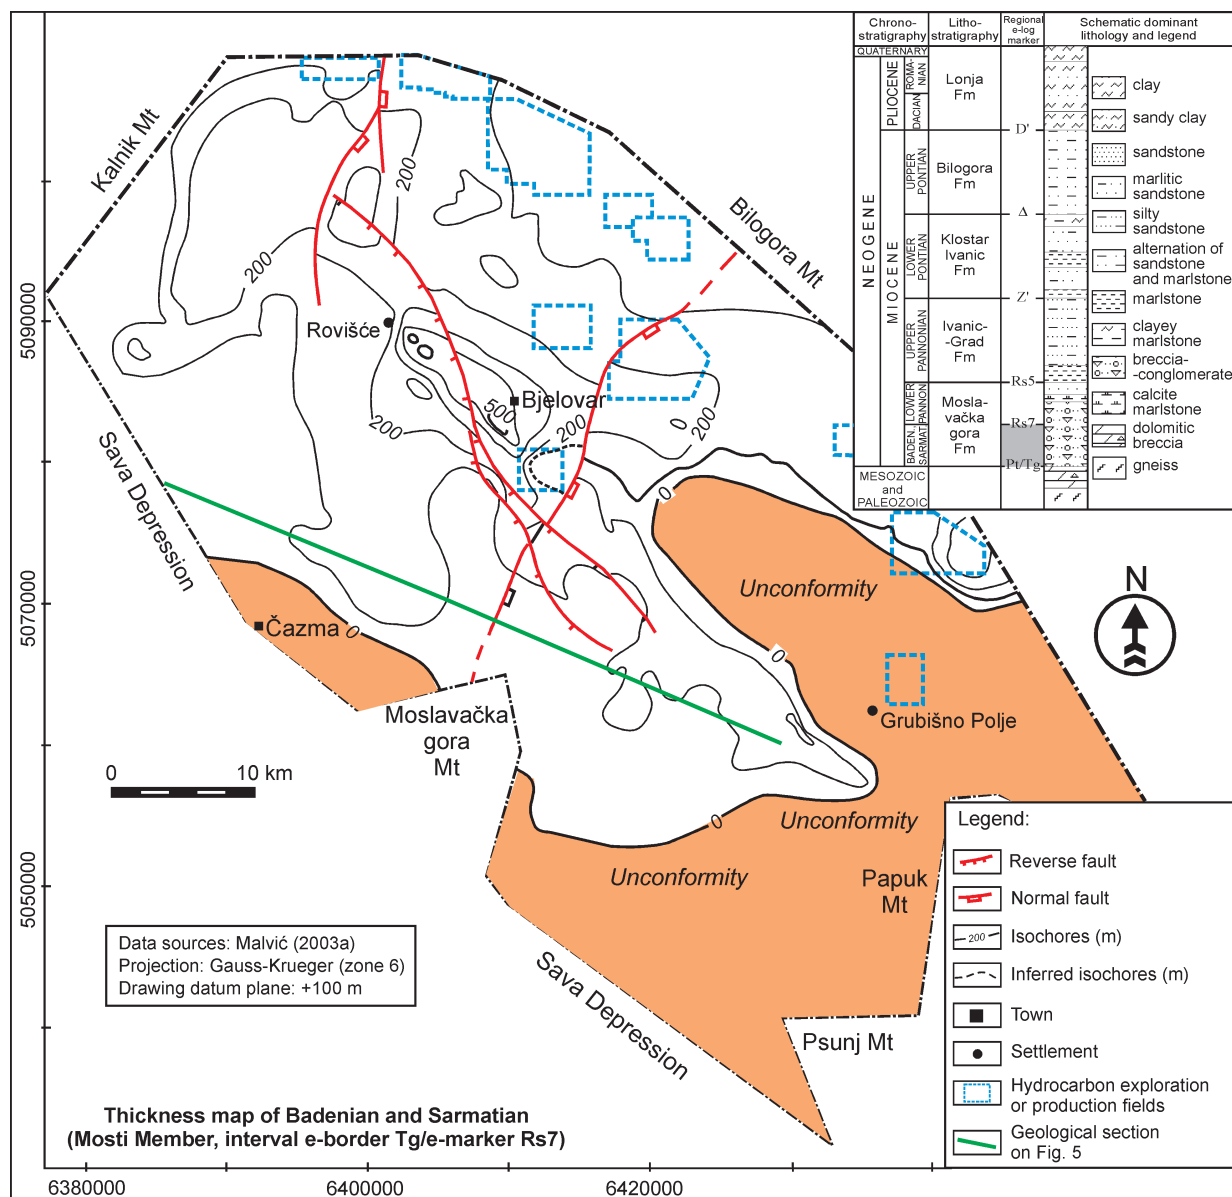 Chrono-
stratigraphy
Litho-
stratigraphy
Regional
e-log
marker
Schematic dominant
lithology and legend
QUATERNARY
NEOGENE
PLIOCENE
ROMA-
NIAN
DACIAN
Lonja
Fm
D'
MIOCENE
UPPER
PONTIAN
Bilogora
Fm
Δ
LOWER
PONTIAN
Klostar
Ivanic
Fm
Z'
UPPER
PANNONIAN
Ivanic-
-Grad
Fm
Rs5
LOWER
PANNON.
BADEN.
SARMAT.
Mosla-
vačka
gora
Fm
Rs7
Pt/Tg
MESOZOIC
and
PALEOZOIC
clay
sandy clay
sandstone
marlitic
sandstone
silty
sandstone
alternation of
sandstone
and marlstone
marlstone
clayey
marlstone
breccia-
-conglomerate
calcite
marlstone
dolomitic
breccia
gneiss
Kalnik Mt
Bilogora Mt
200
200
Rovišće
Bjelovar
500
200
200
0
200
Sava Depression
0
Unconformity
N
Čazma
0
0
Moslavačka
gora
Mt
Grubišno Polje
0 10 km
0
Unconformity
Unconformity
Papuk
Mt
Sava Depression
Psunj Mt
5090000
5070000
5050000
Data sources: Malvić (2003a)
Projection: Gauss-Krueger (zone 6)
Drawing datum plane: +100 m
Thickness map of Badenian and Sarmatian
(Mosti Member, interval e-border Tg/e-marker Rs7)
6380000
6400000
6420000
Legend:
Reverse fault
Normal fault
200
Isochores (m)
Inferred isochores (m)
Town
Settlement
Hydrocarbon exploration
or production fields
Geological section
on Fig. 5